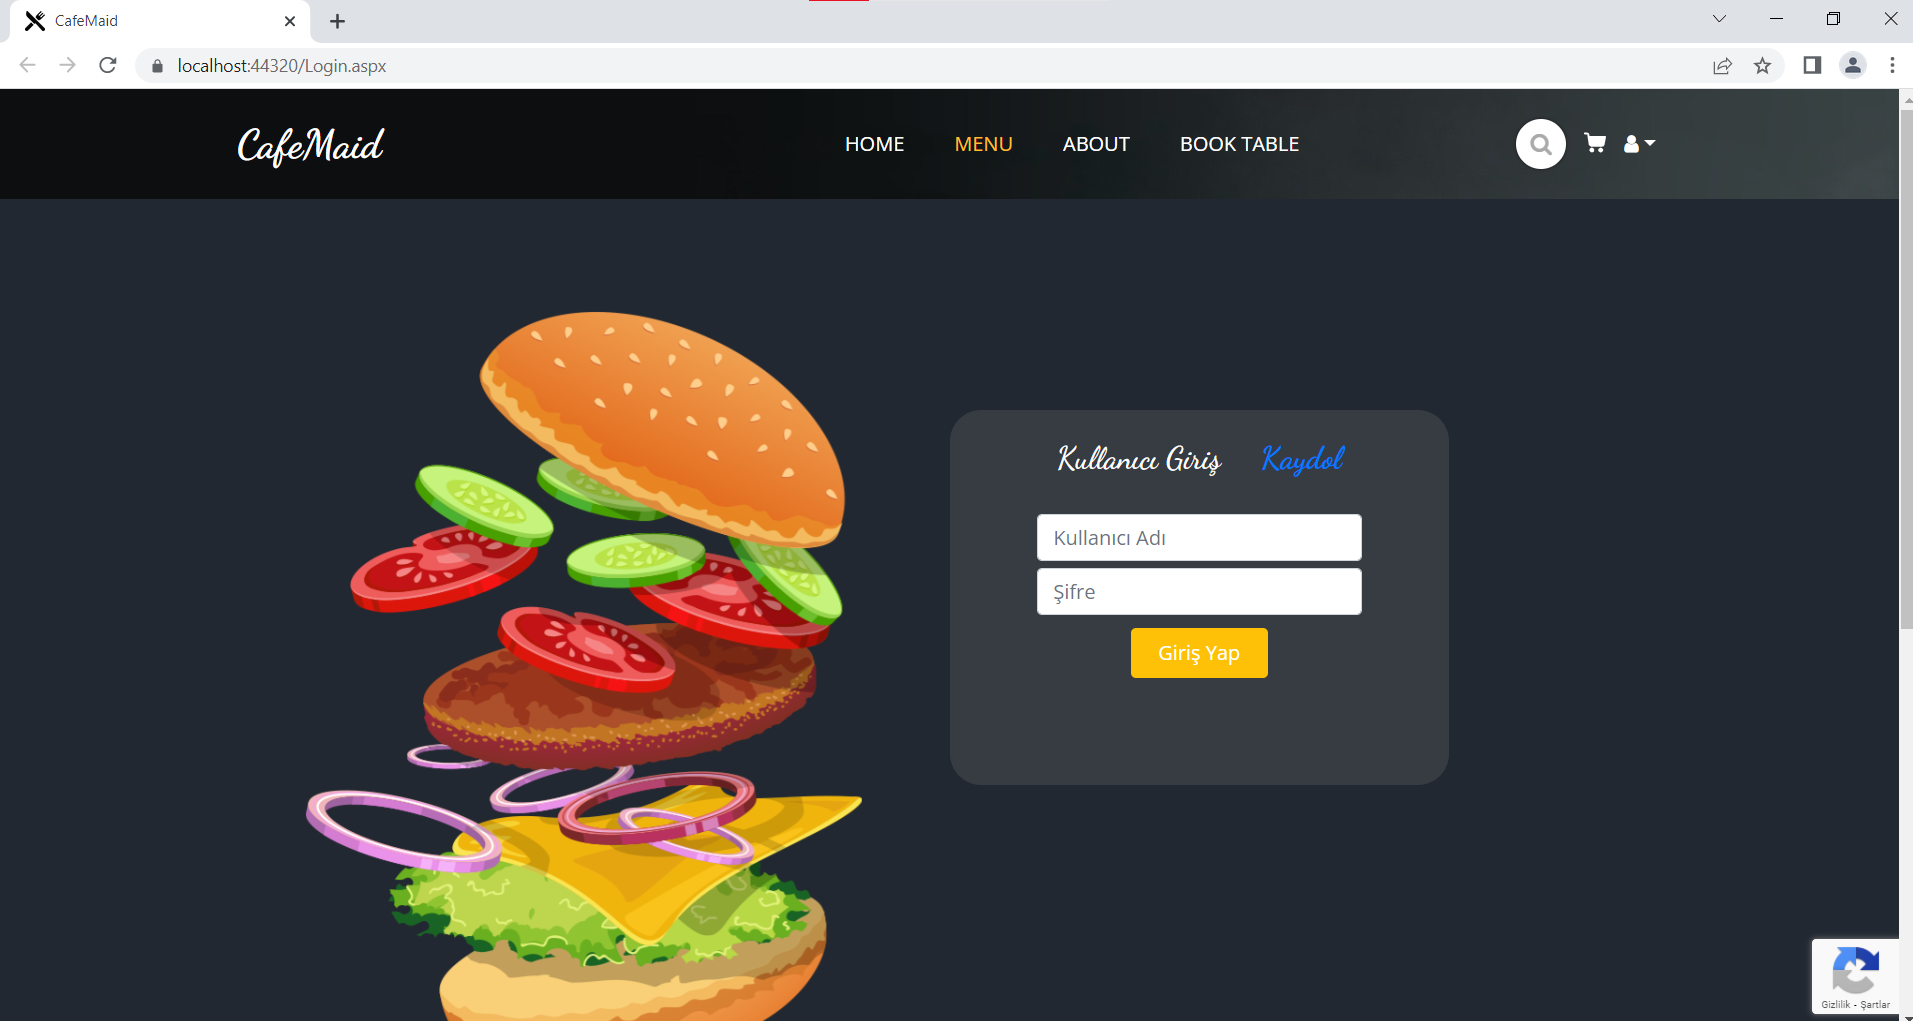 CafeMaid
localhost:44320/Login.aspx
CafeMaid
HOME MENU ABOUT BOOK TABLE
Kullanıcı Giriş Kaydol
Kullanıcı Adı
Şifre
Giriş Yap
Gizlilik - Şartlar